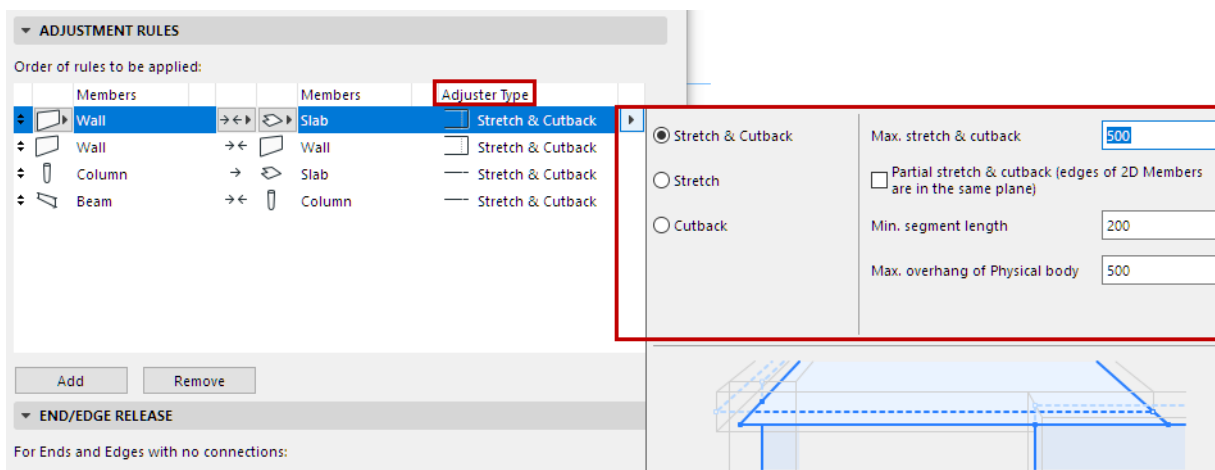 ADJUSTMENT RULES
Order of rules to be applied:
Members Members Adjuster Type
Wall Slab Stretch & Cutback
Wall Wall Stretch & Cutback
Column Slab Stretch & Cutback
Beam Column Stretch & Cutback
Add Remove
END/EDGE RELEASE
For Ends and Edges with no connections:
Stretch & Cutback Max. stretch & cutback 500
Stretch Partial stretch & cutback (edges of 2D Members
are in the same plane)
Cutback Min. segment length 200
Max. overhang of Physical body 500